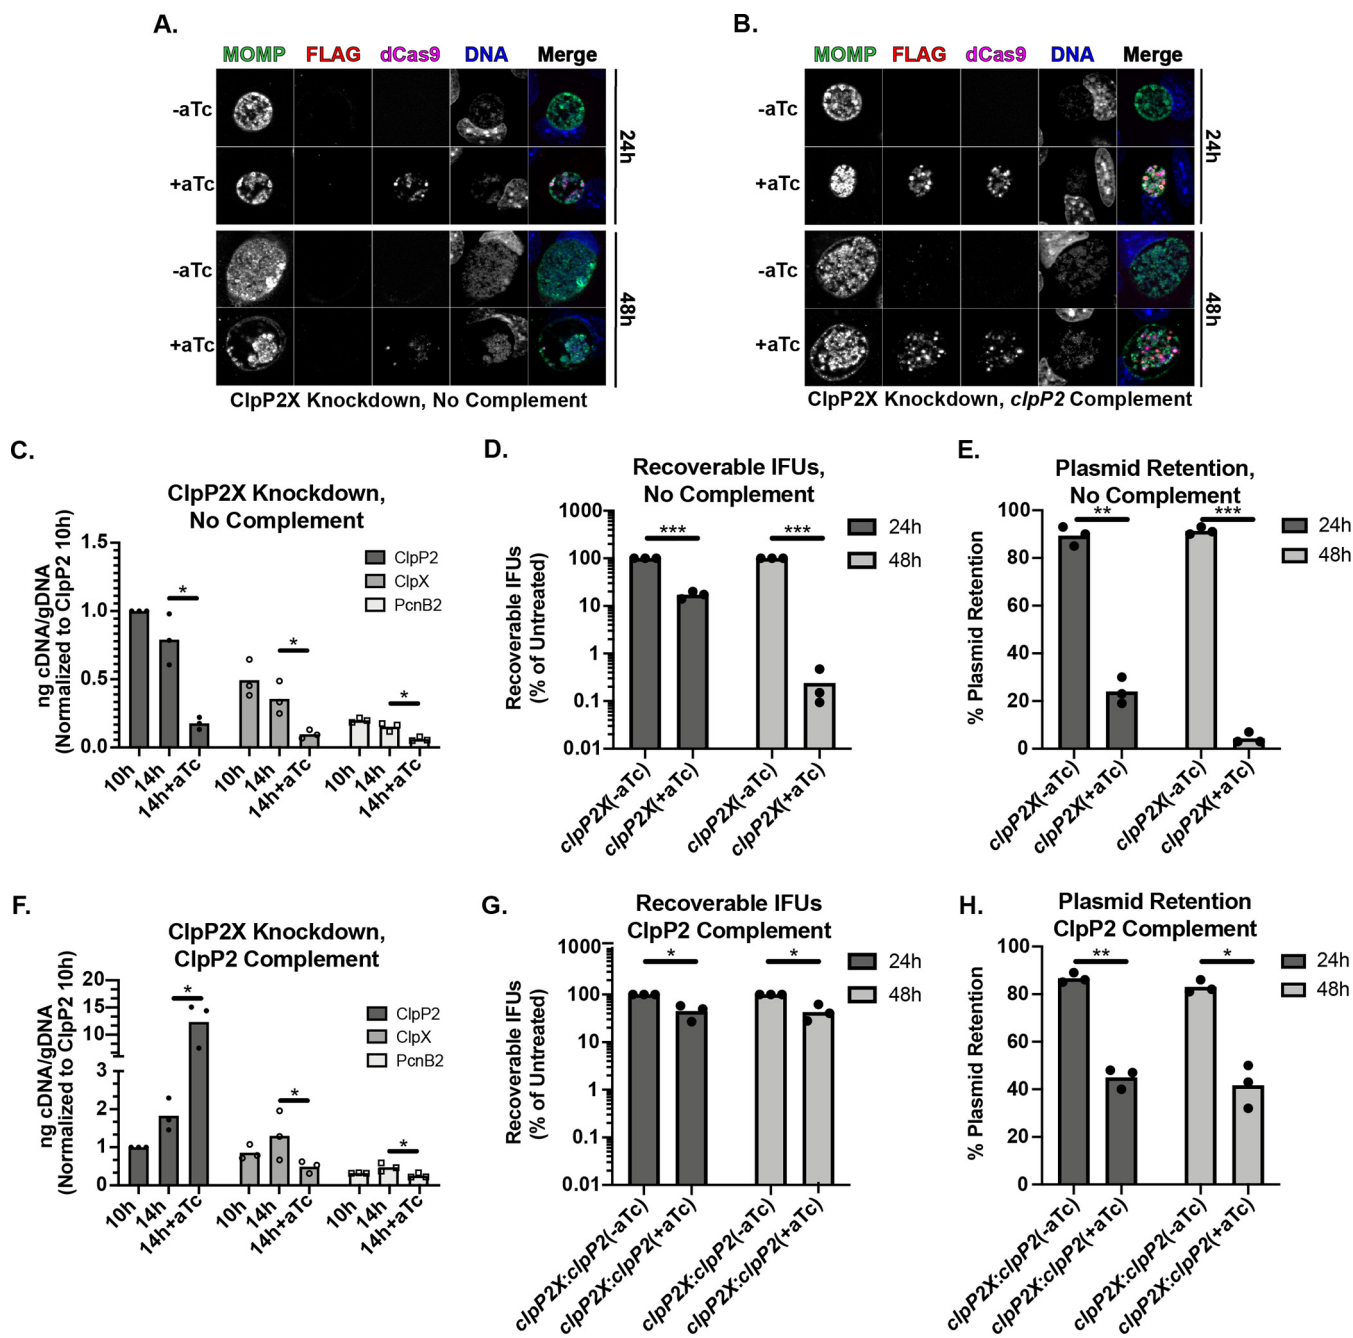 A.
MOMP FLAG dCas9 DNA Merge
-aTc
+aTc
24h
-aTc
+aTc
48h
ClpP2X Knockdown, No Complement
B.
MOMP FLAG dCas9 DNA Merge
-aTc
+aTc
24h
-aTc
+aTc
48h
ClpP2X Knockdown, clpP2 Complement
C.
ClpP2X Knockdown,
No Complement
ng cDNA/gDNA
(Normalized to ClpP2 10h)
1.5
1.0
0.5
0.0
* * *
ClpP2
ClpX
PcnB2
10h 14h 14h+aTc 10h 14h 14h+aTc 10h 14h 14h+aTc
D.
Recoverable IFUs,
No Complement
Recoverable IFUs
(% of Untreated)
1000
100
10
1
0.1
0.01
*** ***
24h
48h
clpP2X(-aTc) clpP2X(+aTc) clpP2X(-aTc) clpP2X(+aTc)
E.
Plasmid Retention,
No Complement
% Plasmid Retention
100
80
60
40
20
0
** ***
24h
48h
clpP2X(-aTc) clpP2X(+aTc) clpP2X(-aTc) clpP2X(+aTc)
F.
ClpP2X Knockdown,
ClpP2 Complement
ng cDNA/gDNA
(Normalized to ClpP2 10h)
20
15
10
3
2
1
0
* * *
ClpP2
ClpX
PcnB2
10h 14h 14h+aTc 10h 14h 14h+aTc 10h 14h 14h+aTc
G.
Recoverable IFUs
ClpP2 Complement
Recoverable IFUs
(% of Untreated)
1000
100
10
1
0.1
0.01
* *
24h
48h
clpP2X:clpP2(-aTc) clpP2X:clpP2(+aTc) clpP2X:clpP2(-aTc) clpP2X:clpP2(+aTc)
H.
Plasmid Retention
ClpP2 Complement
% Plasmid Retention
100
80
60
40
20
0
** *
24h
48h
clpP2X:clpP2(-aTc) clpP2X:clpP2(+aTc) clpP2X:clpP2(-aTc) clpP2X:clpP2(+aTc)